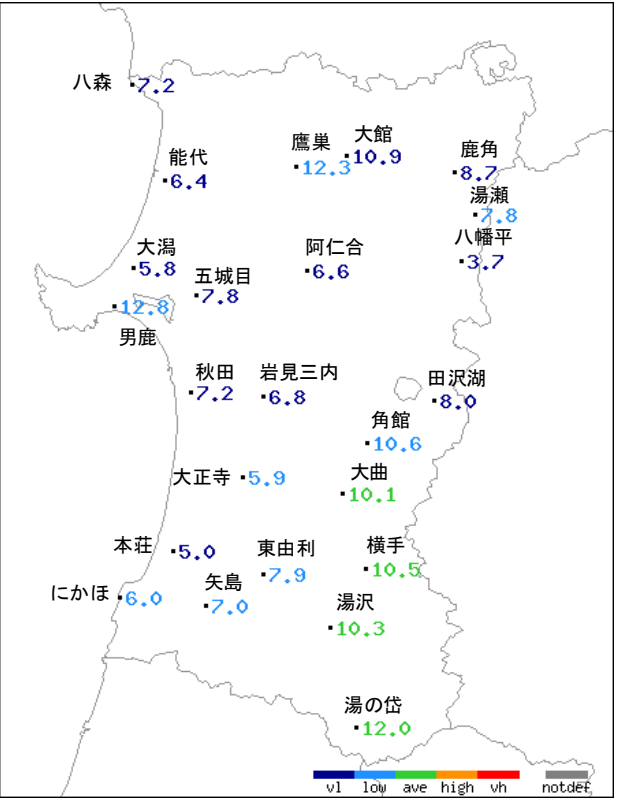 八森
7.2
大館
10.9
鷹巣
12.3
能代
6.4
鹿角
8.7
湯瀬
7.8
八幡平
3.7
大潟
5.8
阿仁合
6.6
五城目
7.8
12.8
男鹿
秋田
7.2
岩見三内
6.8
田沢湖
8.0
角館
10.6
大正寺
5.9
大曲
10.1
本荘
5.0
東由利
7.9
横手
10.5
にかほ
6.0
矢島
7.0
湯沢
10.3
湯の岱
12.0
vl low ave high vh notdef